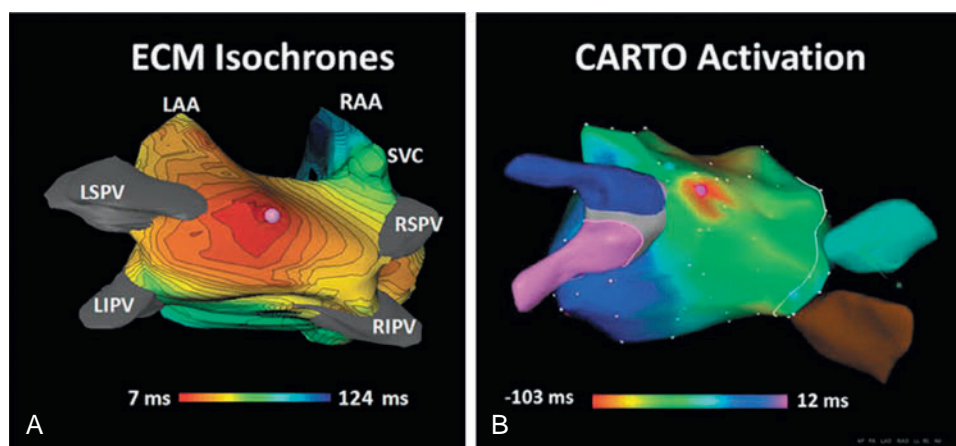 ECM Isochrones
LAA
RAA
SVC
LSPV
RSPV
LIPV
RIPV
7 ms
124 ms
A
CARTO Activation
-103 ms
12 ms
B